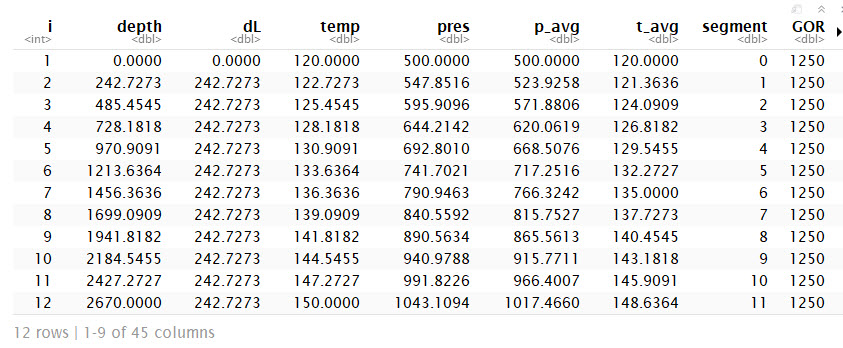 i depth dL temp pres p_avg t_avg segment GOR
<int> <dbl> <dbl> <dbl> <dbl> <dbl> <dbl> <dbl> <dbl>
1 0.0000 0.0000 120.0000 500.0000 500.0000 120.0000 0 1250
2 242.7273 242.7273 122.7273 547.8516 523.9258 121.3636 1 1250
3 485.4545 242.7273 125.4545 595.9096 571.8806 124.0909 2 1250
4 728.1818 242.7273 128.1818 644.2142 620.0619 126.8182 3 1250
5 970.9091 242.7273 130.9091 692.8010 668.5076 129.5455 4 1250
6 1213.6364 242.7273 133.6364 741.7021 717.2516 132.2727 5 1250
7 1456.3636 242.7273 136.3636 790.9463 766.3242 135.0000 6 1250
8 1699.0909 242.7273 139.0909 840.5592 815.7527 137.7273 7 1250
9 1941.8182 242.7273 141.8182 890.5634 865.5613 140.4545 8 1250
10 2184.5455 242.7273 144.5455 940.9788 915.7711 143.1818 9 1250
11 2427.2727 242.7273 147.2727 991.8226 966.4007 145.9091 10 1250
12 2670.0000 242.7273 150.0000 1043.1094 1017.4660 148.6364 11 1250
12 rows | 1-9 of 45 columns